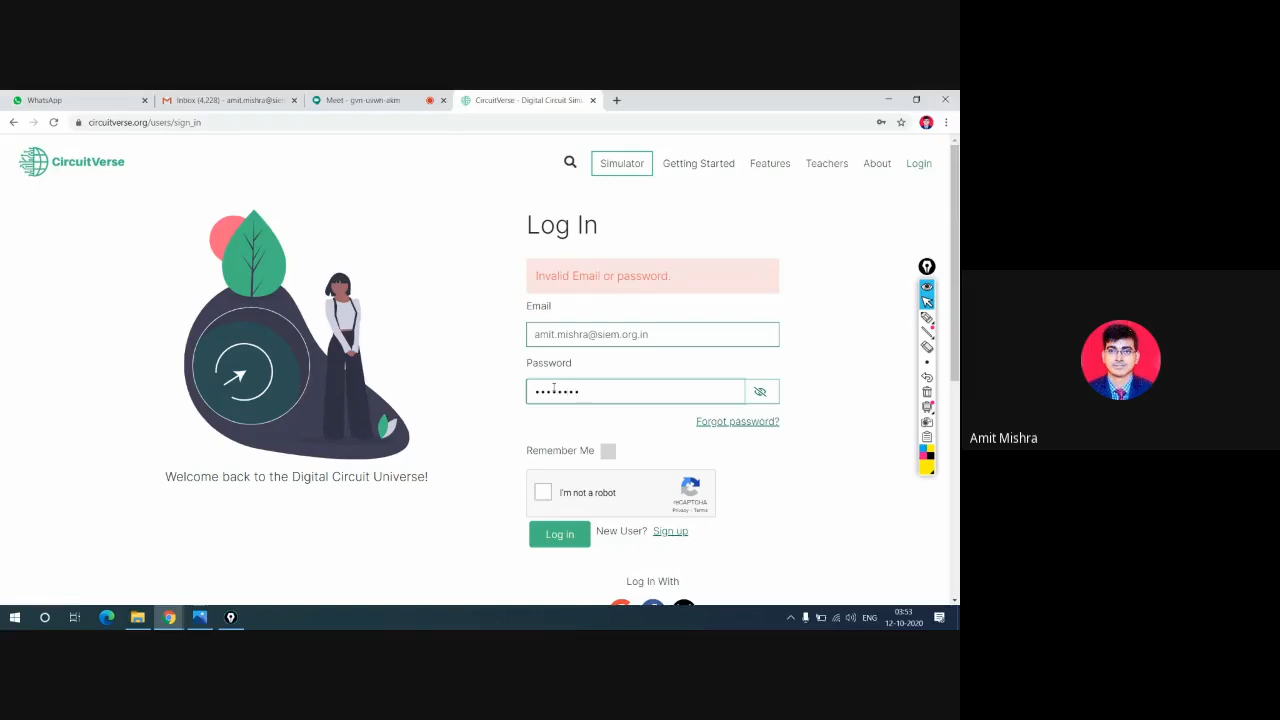 WhatsApp
Inbox (4,228) - amit.mishra@sie
Meet - gvn-uvwn-akm
CircuitVerse - Digital Circuit Simu
circuitverse.org/users/sign_in
CircuitVerse
Simulator
Getting Started
Features
Teachers
About
Login
Log In
Invalid Email or password.
Email
amit.mishra@siem.org.in
Password
Forgot password?
Remember Me
I'm not a robot
reCAPTCHA
Privacy - Terms
Log in
New User? Sign up
Log In With
Welcome back to the Digital Circuit Universe!
ENG
03:53
12-10-2020
Amit Mishra